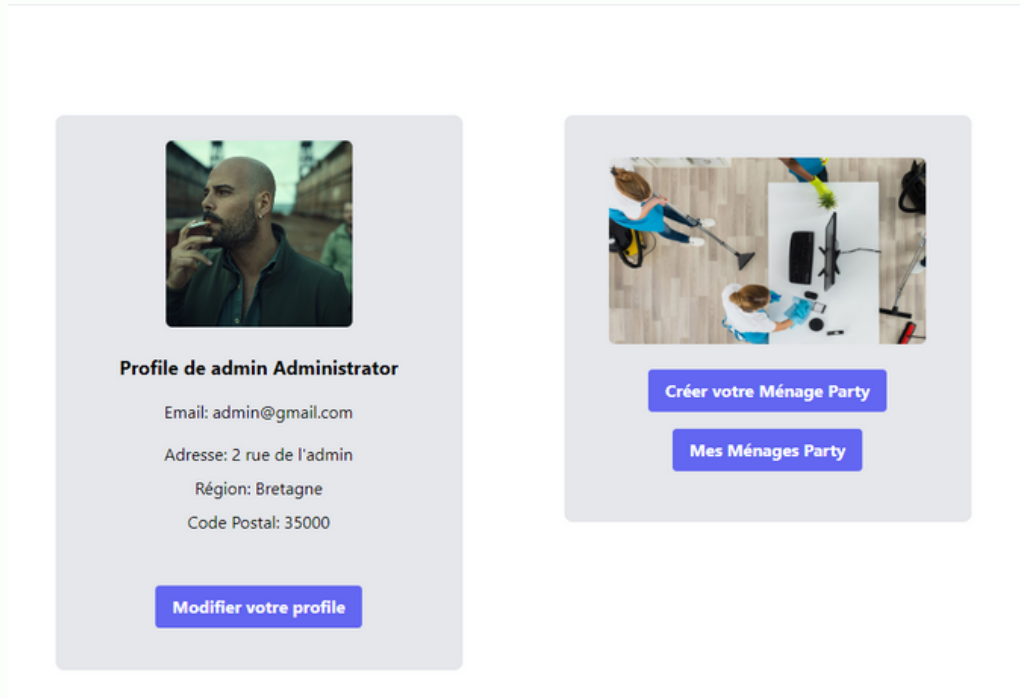 Profile de admin Administrator
Email: admin@gmail.com
Adresse: 2 rue de l'admin
Région: Bretagne
Code Postal: 35000
Modifier votre profile
Créer votre Ménage Party
Mes Ménages Party